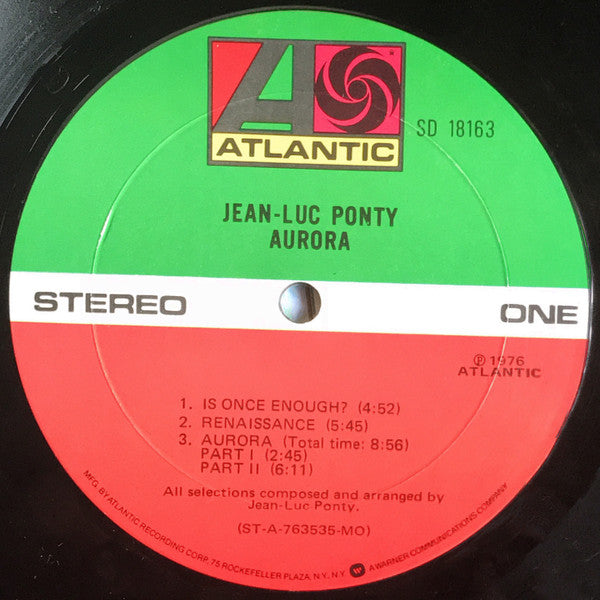 ATLANTIC
SD 18163
JEAN-LUC PONTY
AURORA
STEREO
ONE
℗ 1976
ATLANTIC
1. IS ONCE ENOUGH? (4:52)
2. RENAISSANCE (5:45)
3. AURORA (Total time: 8:56)
PART I (2:45)
PART II (6:11)
All selections composed and arranged by
Jean-Luc Ponty.
(ST-A-763535-MO)
MFG. BY ATLANTIC RECORDING CORP. 75 ROCKEFELLER PLAZA, N.Y., N.Y. A WARNER COMMUNICATIONS COMPANY